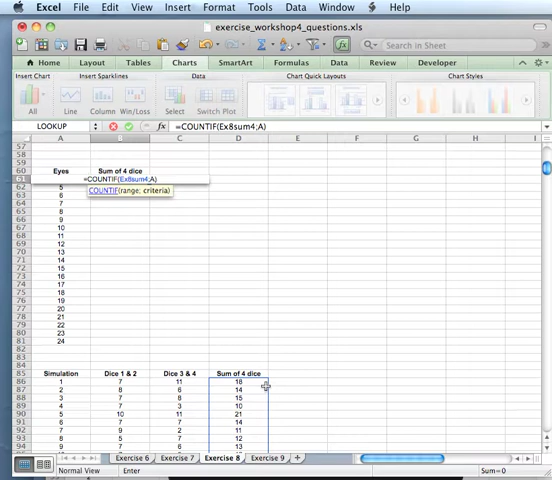 Excel File Edit View Insert Format Tools Data Window Help
exercise_workshop4_questions.xls
Search in Sheet
Home Layout Tables Charts SmartArt Formulas Data Review Developer
Insert Chart Insert Sparklines Data Chart Quick Layouts Chart Styles
All Line Column Win/Loss Select Switch Plot
LOOKUP fx =COUNTIF(Ex8sum4;A)
A B C D E F G H
57
58
59
60 Eyes Sum of 4 dice
61 =COUNTIF(Ex8sum4;A)
62 5 COUNTIF(range; criteria)
63 6
64 7
65 8
66 9
67 10
68 11
69 12
70 13
71 14
72 15
73 16
74 17
75 18
76 19
77 20
78 21
79 22
80 23
81 24
82
83
84
85 Simulation Dice 1 & 2 Dice 3 & 4 Sum of 4 dice
86 1 7 11 18
87 2 8 6 14
88 3 7 8 15
89 4 7 3 10
90 5 10 11 21
91 6 7 7 14
92 7 9 2 11
93 8 5 7 12
94 9 6 7 13
Exercise 6 Exercise 7 Exercise 8 Exercise 9 +
Normal View Enter Sum=0